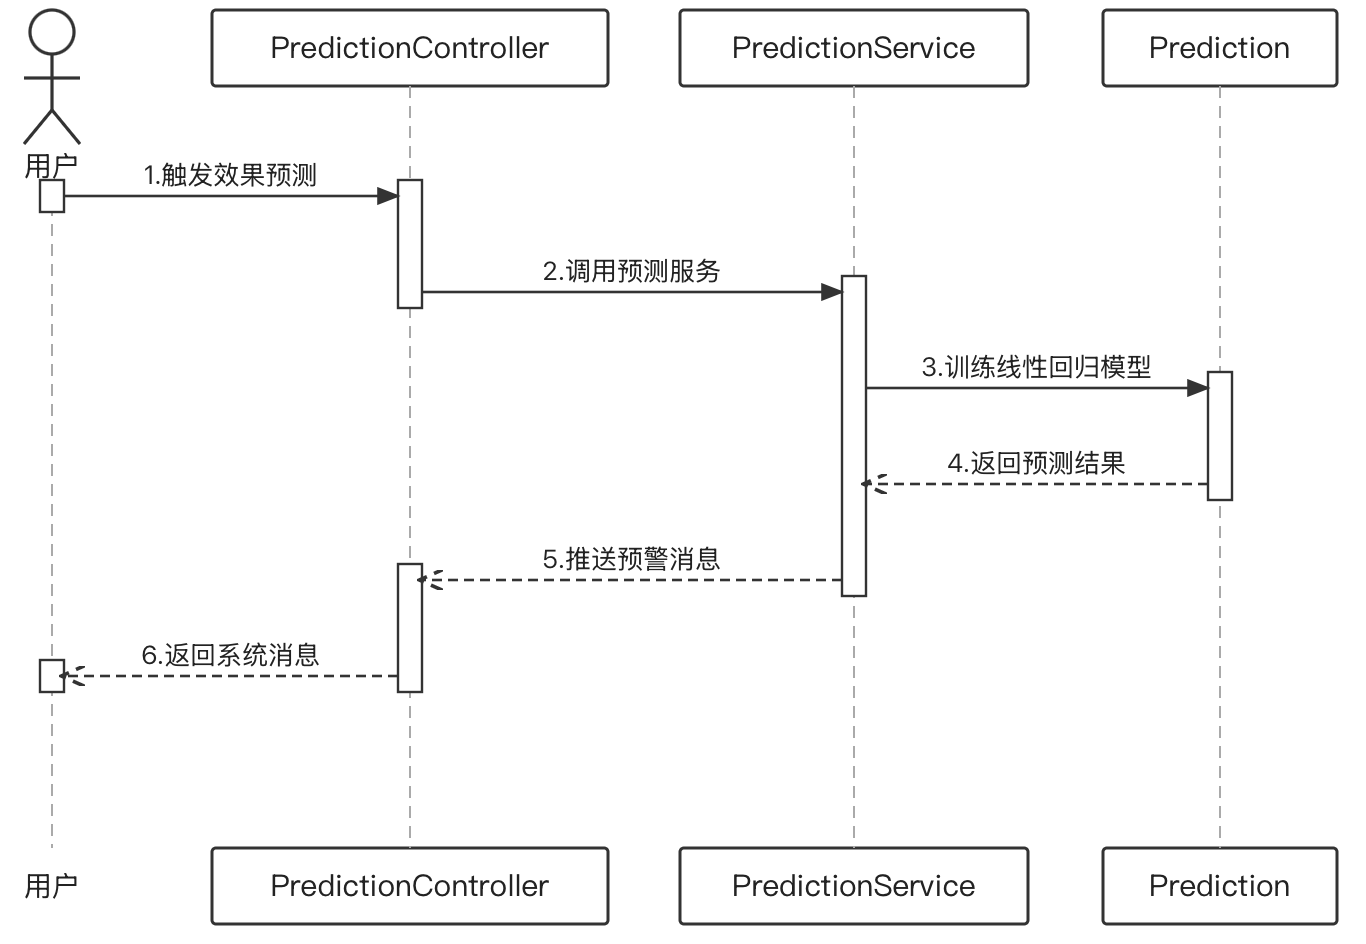 PredictionController
PredictionService
Prediction
用户
1.触发效果预测
2.调用预测服务
3.训练线性回归模型
4.返回预测结果
5.推送预警消息
6.返回系统消息
用户
PredictionController
PredictionService
Prediction